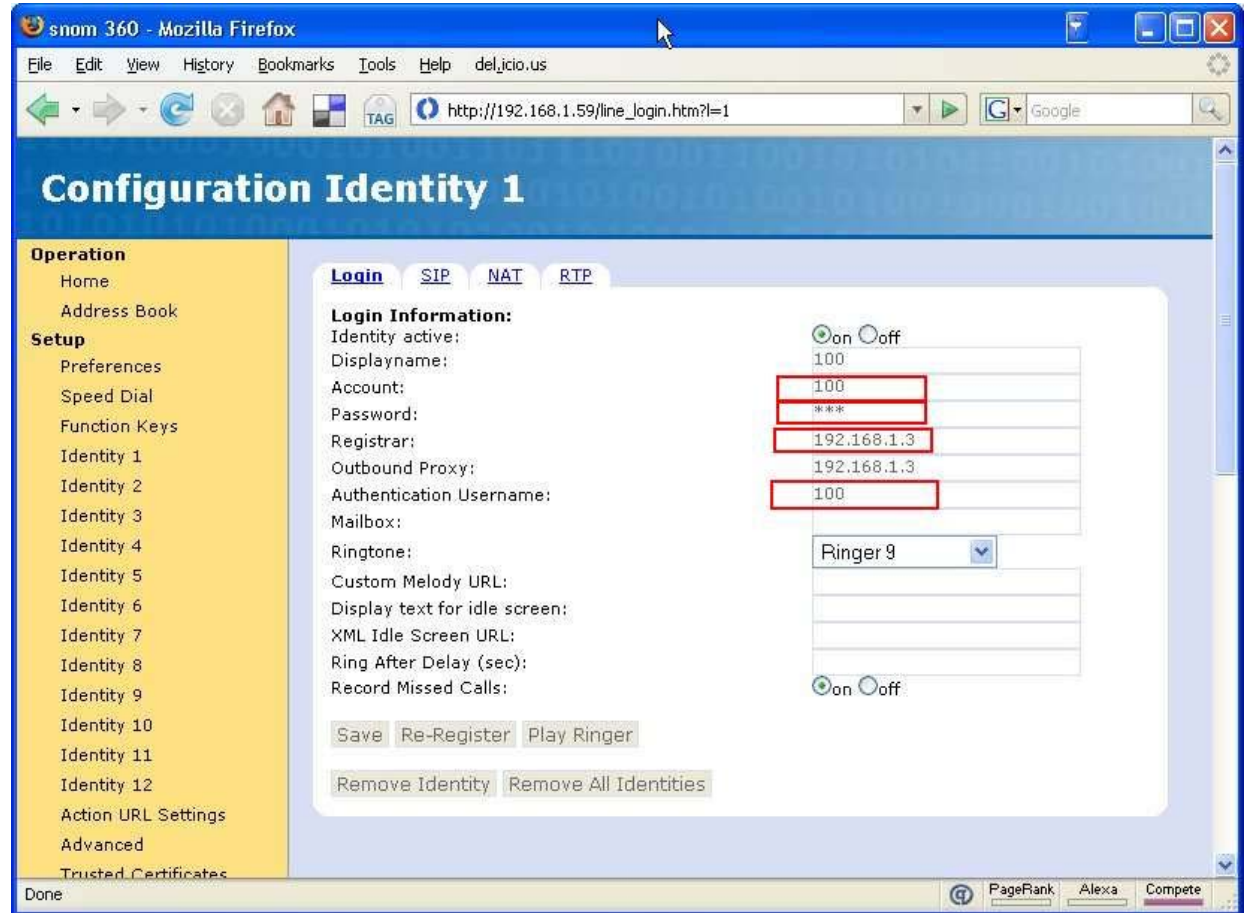 snom 360 - Mozilla Firefox
File Edit View History Bookmarks Tools Help del.icio.us
TAG http://192.168.1.59/line_login.htm?l=1 G Google
Configuration Identity 1
Operation
Home
Address Book
Setup
Preferences
Speed Dial
Function Keys
Identity 1
Identity 2
Identity 3
Identity 4
Identity 5
Identity 6
Identity 7
Identity 8
Identity 9
Identity 10
Identity 11
Identity 12
Action URL Settings
Advanced
Trusted Certificates
Login SIP NAT RTP
Login Information:
Identity active: on off
Displayname: 100
Account: 100
Password: ***
Registrar: 192.168.1.3
Outbound Proxy: 192.168.1.3
Authentication Username: 100
Mailbox:
Ringtone: Ringer 9
Custom Melody URL:
Display text for idle screen:
XML Idle Screen URL:
Ring After Delay (sec):
Record Missed Calls: on off
Save Re-Register Play Ringer
Remove Identity Remove All Identities
Done @ PageRank Alexa Compete